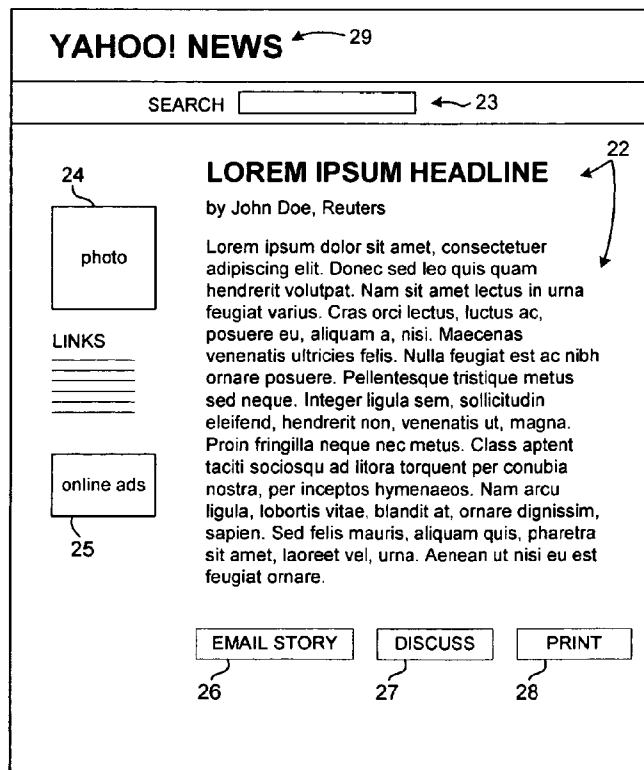 YAHOO! NEWS 29
SEARCH 23
22
24
photo
LINKS
online ads
25
LOREM IPSUM HEADLINE
by John Doe, Reuters
Lorem ipsum dolor sit amet, consectetuer
adipiscing elit. Donec sed leo quis quam
hendrerit volutpat. Nam sit amet lectus in urna
feugiat varius. Cras orci lectus, luctus ac,
posuere eu, aliquam a, nisi. Maecenas
venenatis ultricies felis. Nulla feugiat est ac nibh
ornare posuere. Pellentesque tristique metus
sed neque. Integer ligula sem, sollicitudin
eleifend, hendrerit non, venenatis ut, magna.
Proin fringilla neque nec metus. Class aptent
taciti sociosqu ad litora torquent per conubia
nostra, per inceptos hymenaeos. Nam arcu
ligula, lobortis vitae, blandit at, ornare dignissim,
sapien. Sed felis mauris, aliquam quis, pharetra
sit amet, laoreet vel, urna. Aenean ut nisi eu est
feugiat ornare.
EMAIL STORY DISCUSS PRINT
26 27 28